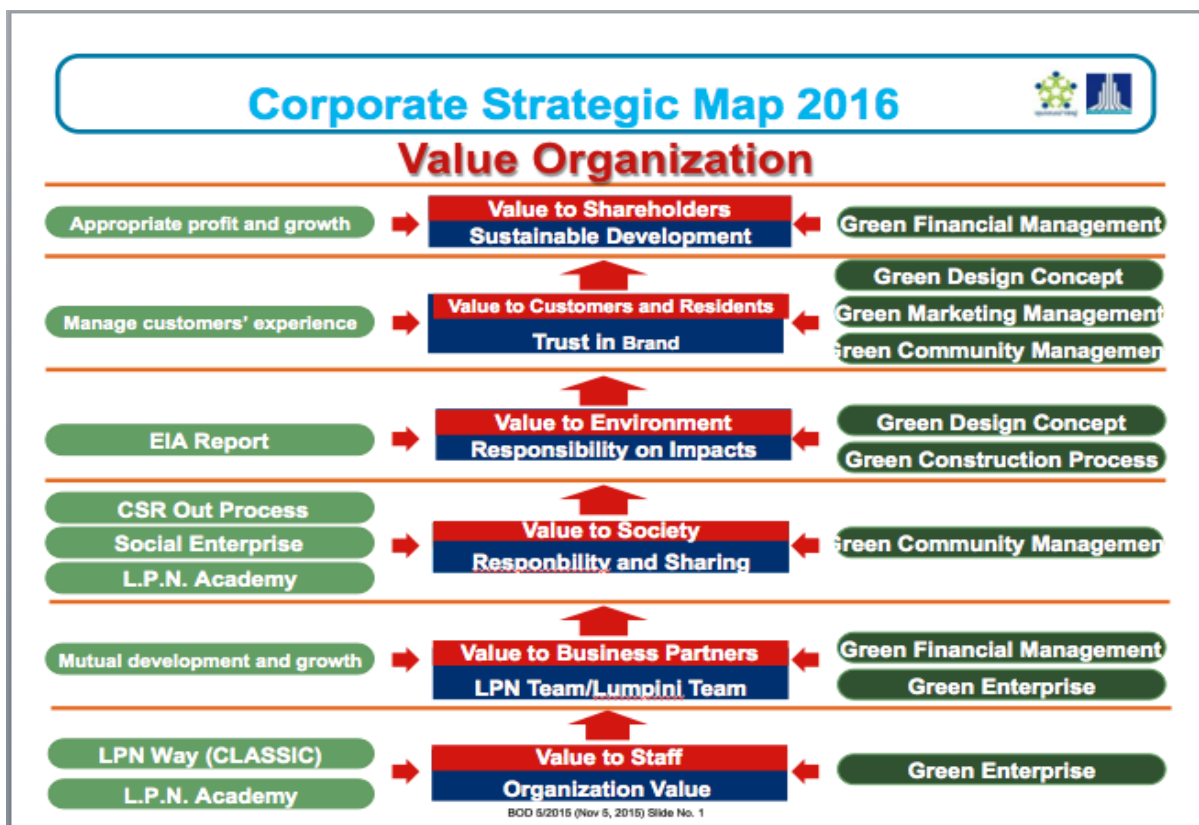 Corporate Strategic Map 2016
Value Organization
Appropriate profit and growth
Value to Shareholders
Sustainable Development
Green Financial Management
Manage customers' experience
Value to Customers and Residents
Trust in Brand
Green Design Concept
Green Marketing Management
Green Community Management
EIA Report
Value to Environment
Responsibility on Impacts
Green Design Concept
Green Construction Process
CSR Out Process
Social Enterprise
L.P.N. Academy
Value to Society
Responbility and Sharing
Green Community Management
Mutual development and growth
Value to Business Partners
LPN Team/Lumpini Team
Green Financial Management
Green Enterprise
LPN Way (CLASSIC)
L.P.N. Academy
Value to Staff
Organization Value
Green Enterprise
BOD 5/2015 (Nov 5, 2015) Slide No. 1